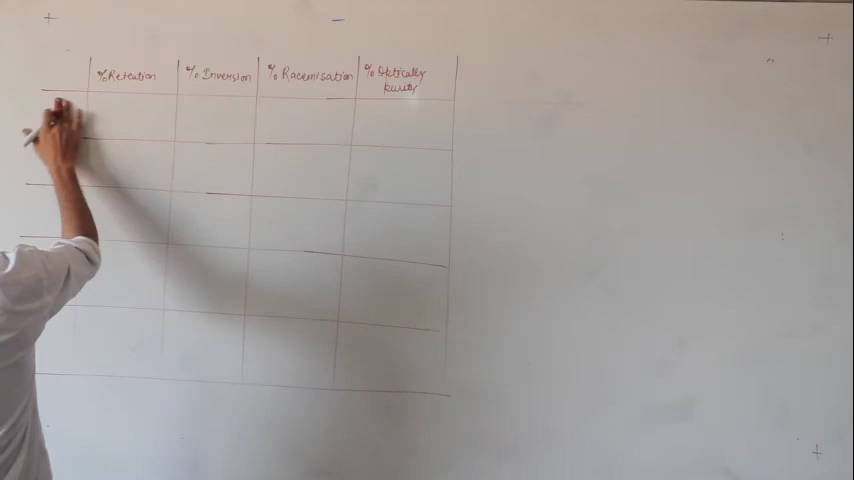 % Retention % Inversion % Racemisation % Optically
purity